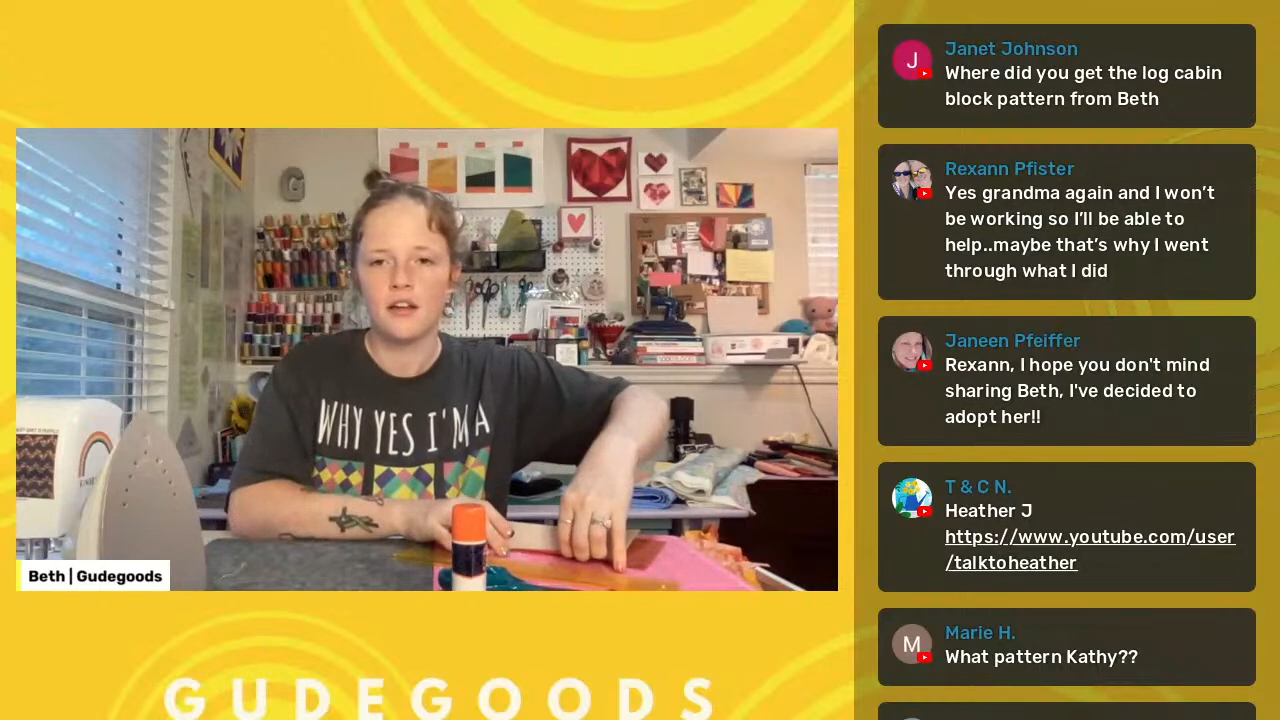 WHY YES I'M A
Beth | Gudegoods
GUDEGOODS
Janet Johnson
Where did you get the log cabin
block pattern from Beth
Rexann Pfister
Yes grandma again and I won't
be working so I'll be able to
help..maybe that's why I went
through what I did
Janeen Pfeiffer
Rexann, I hope you don't mind
sharing Beth, I've decided to
adopt her!!
T & C N.
Heather J
https://www.youtube.com/user
/talktoheather
Marie H.
What pattern Kathy??
J
M